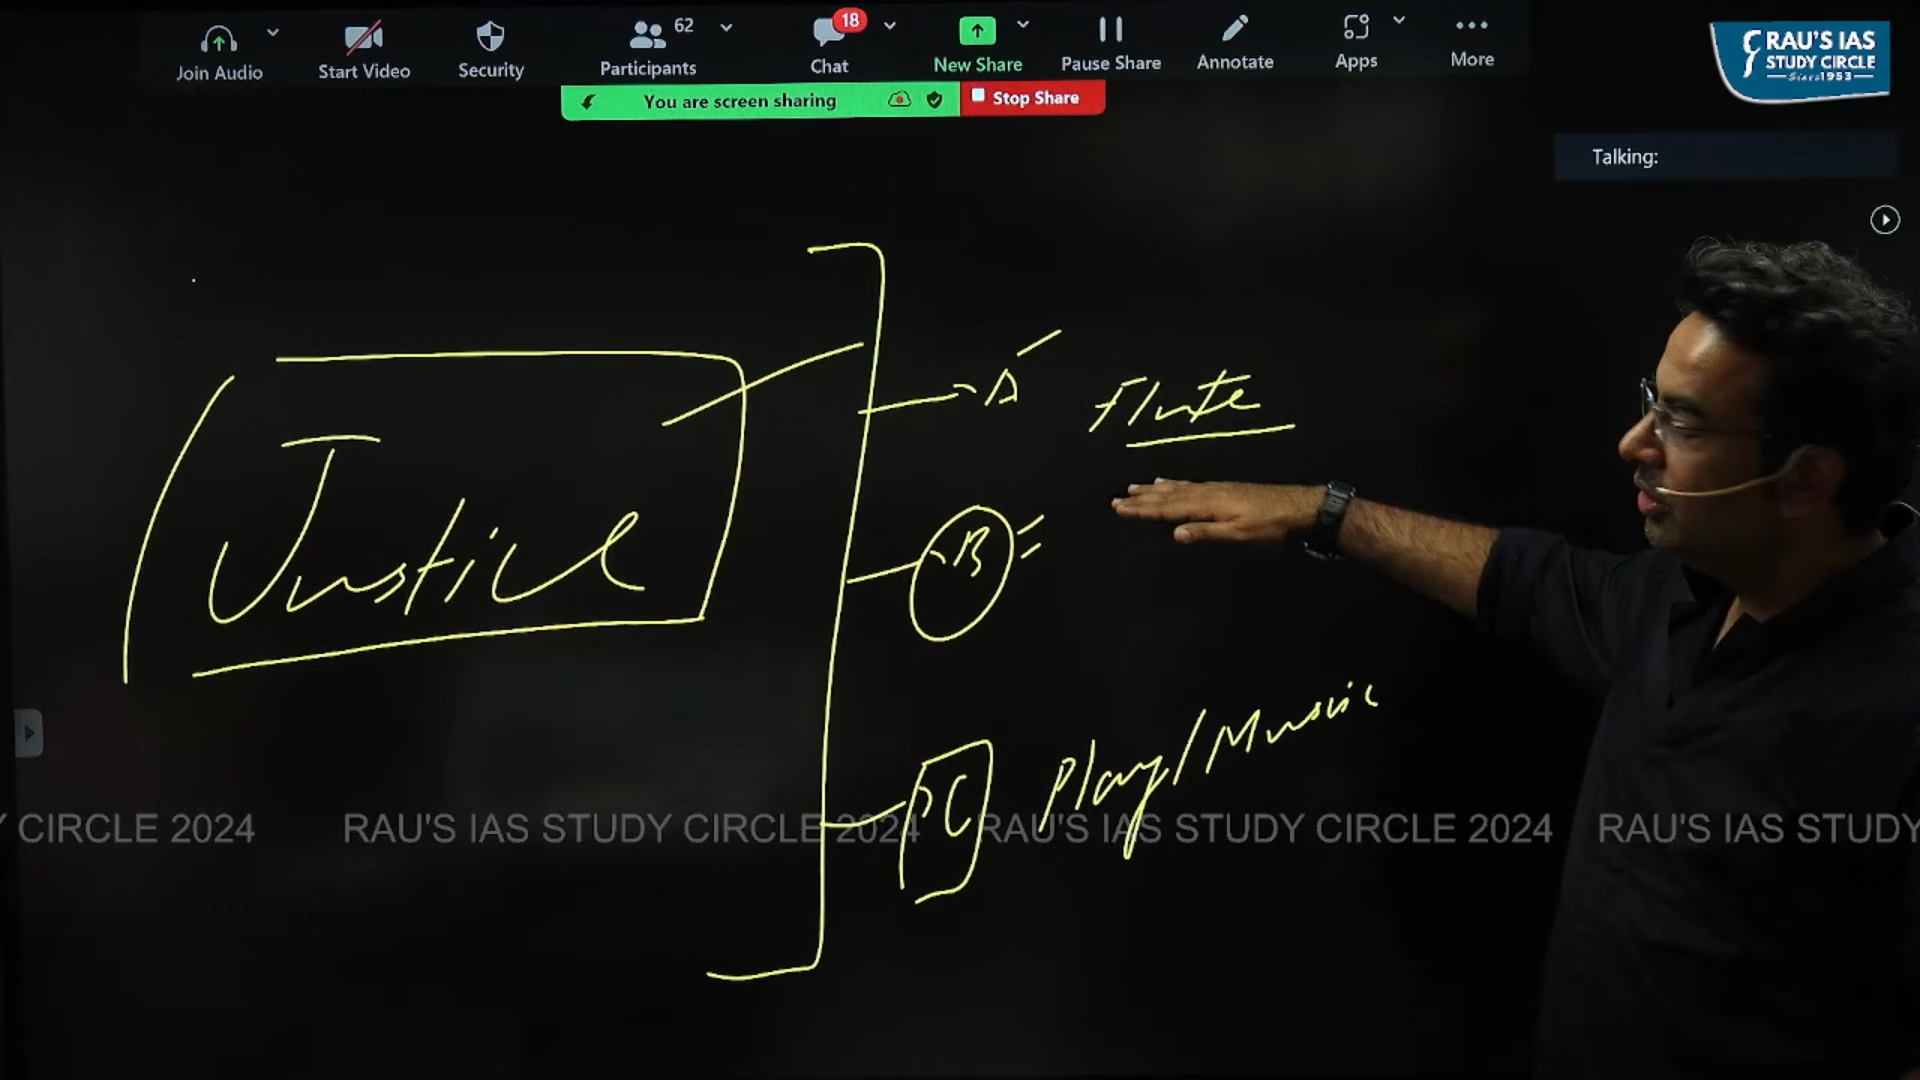 Join Audio
Start Video
Security
Participants 62
Chat 18
New Share
Pause Share
Annotate
Apps
More
You are screen sharing
Stop Share
RAU'S IAS
STUDY CIRCLE
Since 1953
Talking:
A
Flute
Justice
B
C
Play/Music
Y CIRCLE 2024 RAU'S IAS STUDY CIRCLE 2024 RAU'S IAS STUDY CIRCLE 2024 RAU'S IAS STUDY